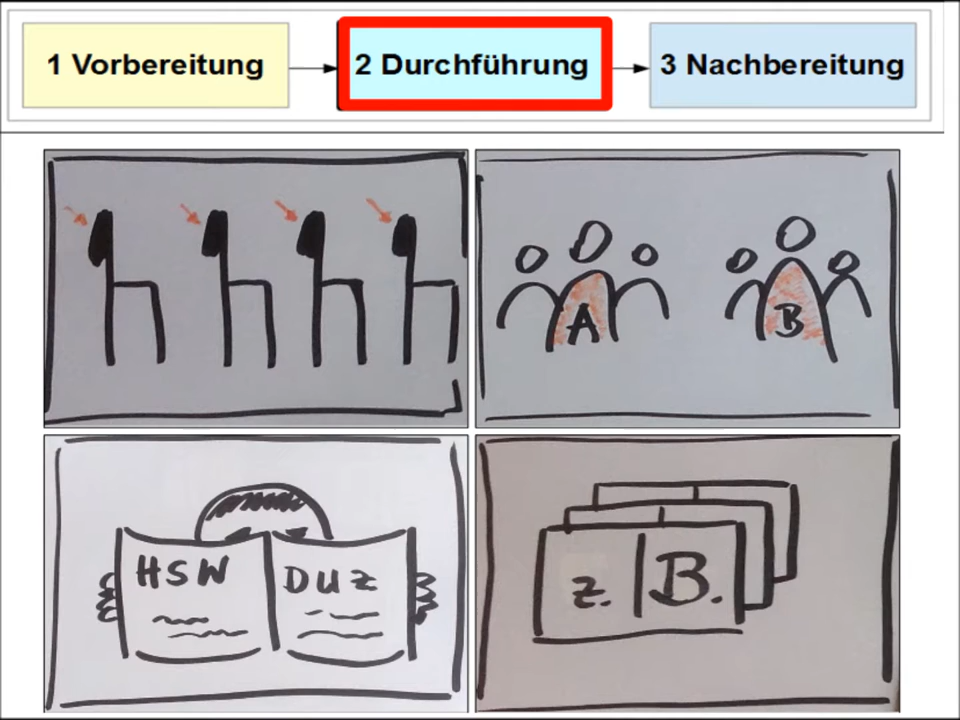 1 Vorbereitung
2 Durchführung
3 Nachbereitung
A
B
HSW
DUZ
z. B.